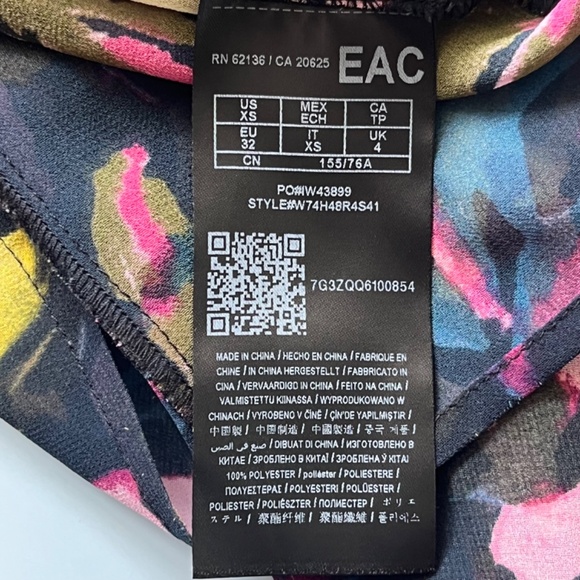 RN 62136 / CA 20625 EAC
US XS MEX ECH CA TP
EU 32 IT XS UK 4
CN 155/76A
PO#IW43899
STYLE#W74H48R4S41
7G3ZQQ6100854
MADE IN CHINA / HECHO EN CHINA / FABRIQUE EN
CHINE / IN CHINA HERGESTELLT / FABBRICATO IN
CINA / VERVAARDIGD IN CHINA / FEITO NA CHINA /
VALMISTETTU KIINASSA / WYPRODUKOWANO W
CHINACH / VYROBENO V ČÍNĚ / ÇİN'DE YAPILMIŞTIR /
中国製 / 中国制造 / 中國製造 / 중국 제품 /
صنع في الصين / DIBUAT DI CHINA / ИЗГОТОВЛЕНО В
КИТАЕ / ЗРОБЛЕНО В КИТАЇ / ЗРОБЛЕНА Ў КІТАІ
100% POLYESTER / poliéster / POLIESTERE /
ΠΟΛΥΕΣΤΕΡΑΣ / POLYESTERI / POLÜESTER /
POLIESTER / POLYESTER / ПОЛИЕСТЕР / ポリエ
ステル / 聚酯纤维 / 聚酯纖維 / 폴리에스